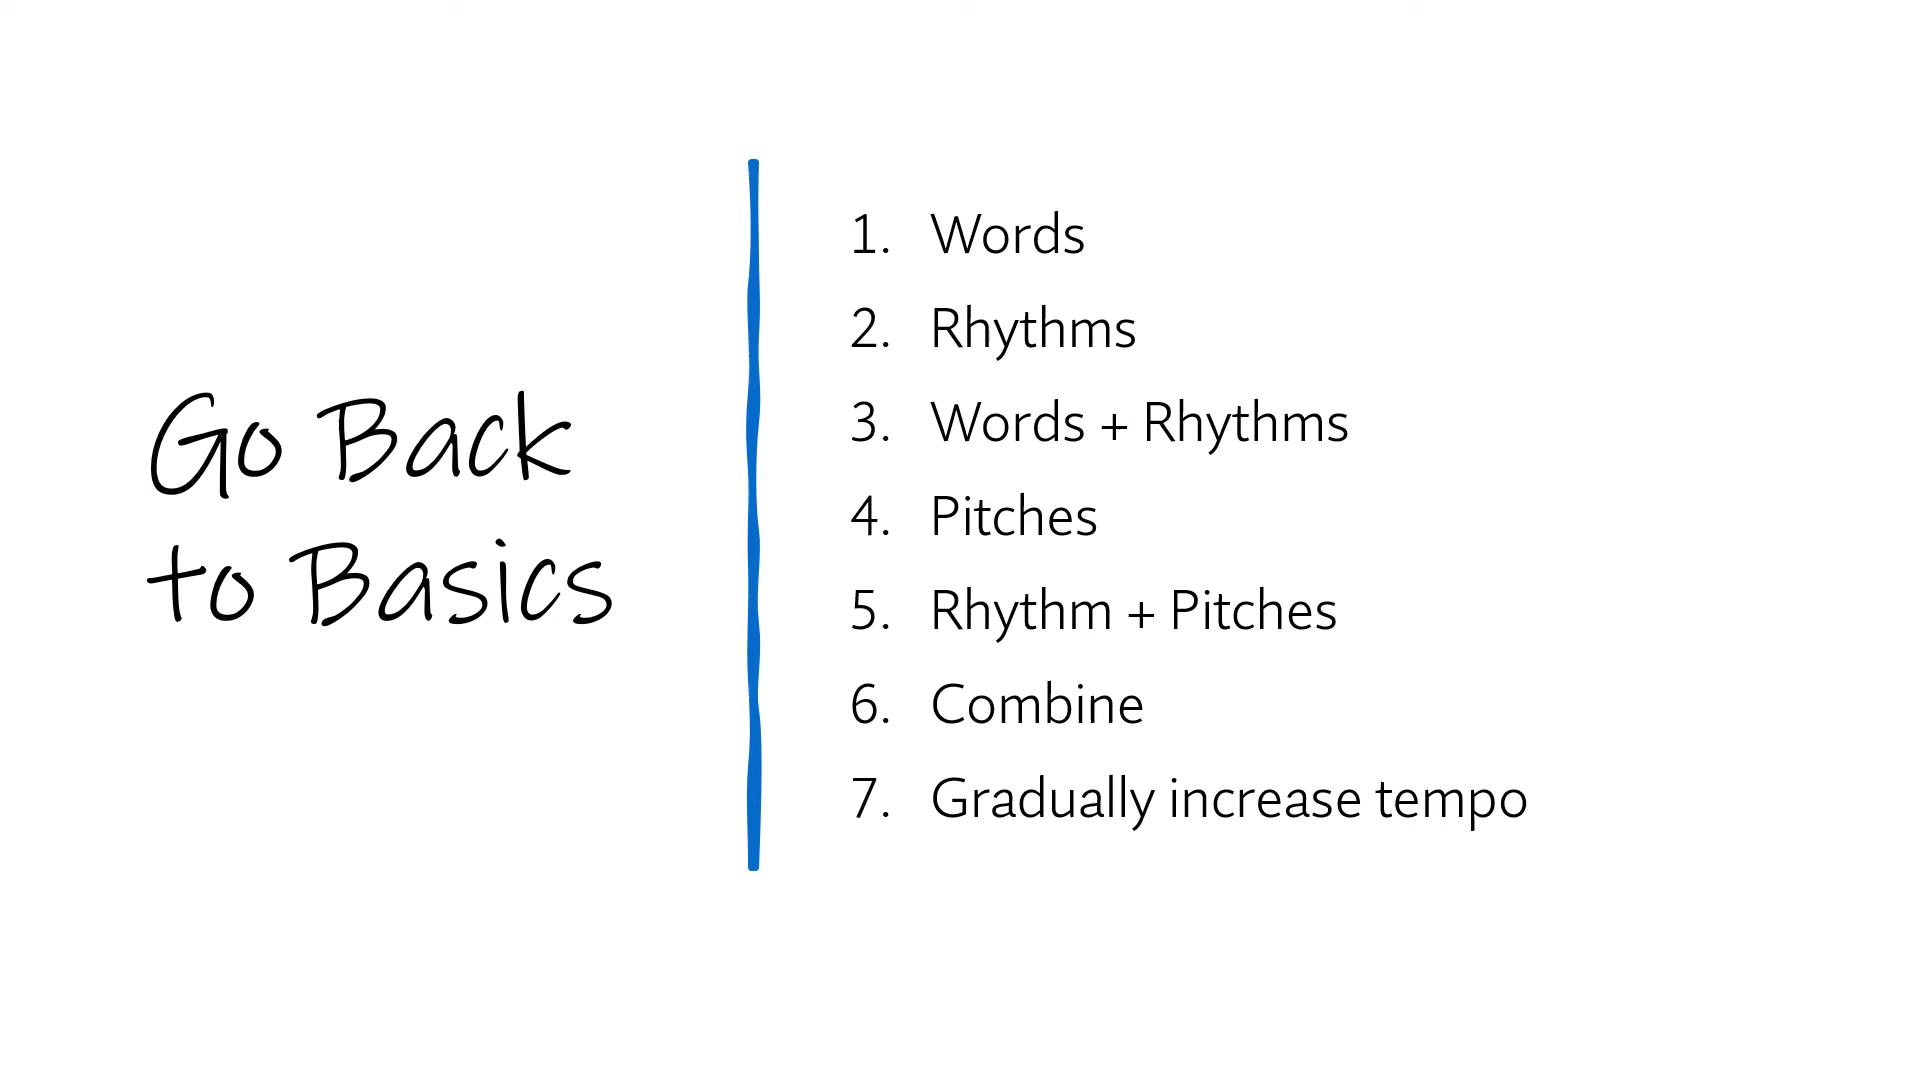 Go Back
to Basics
1. Words
2. Rhythms
3. Words + Rhythms
4. Pitches
5. Rhythm + Pitches
6. Combine
7. Gradually increase tempo